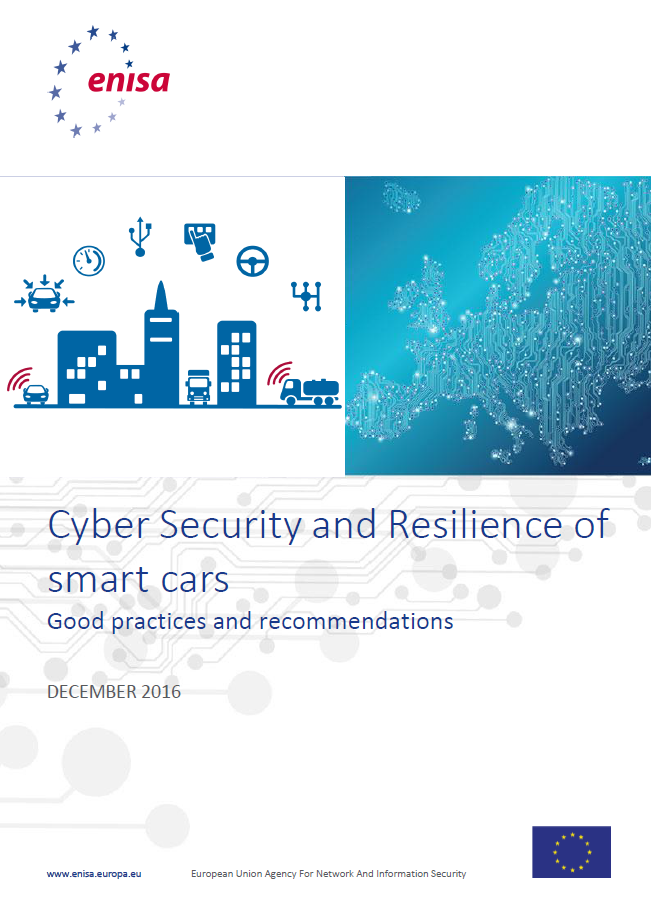 enisa
Cyber Security and Resilience of
smart cars
Good practices and recommendations
DECEMBER 2016
www.enisa.europa.eu
European Union Agency For Network And Information Security